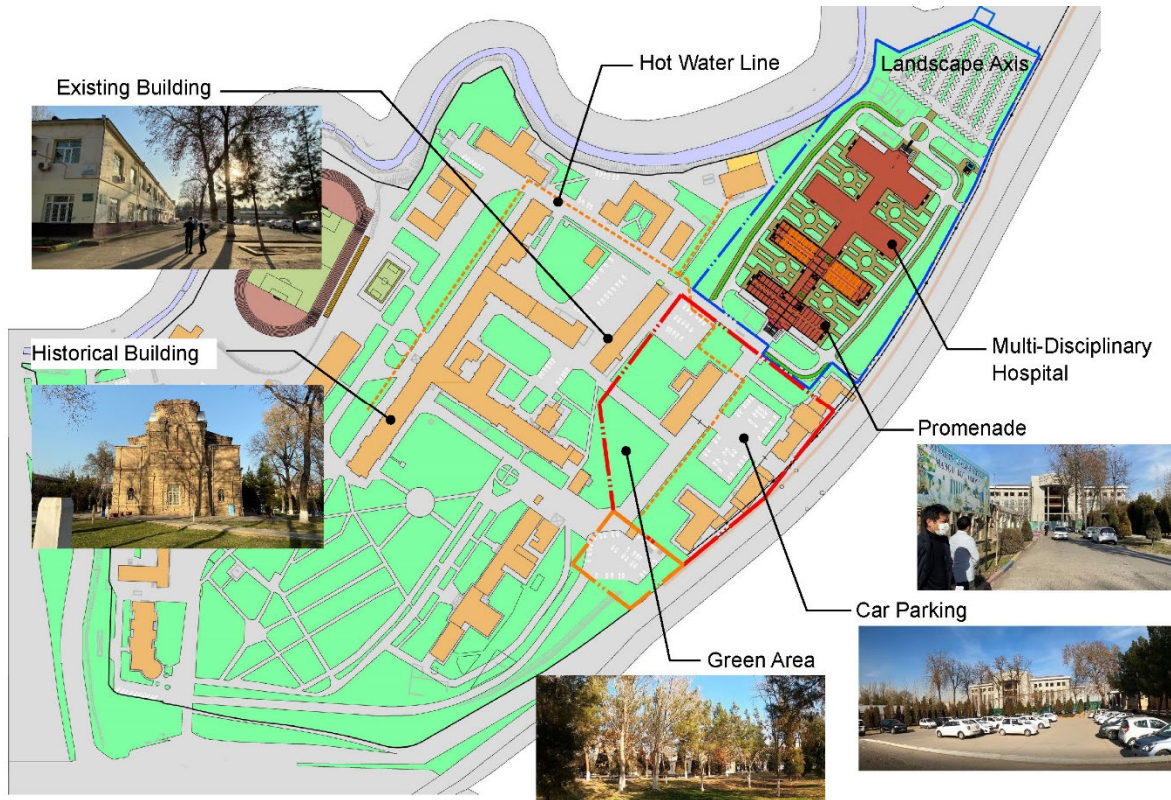 Landscape Axis
Hot Water Line
Existing Building
Historical Building
Multi-Disciplinary
Hospital
Promenade
Car Parking
Green Area